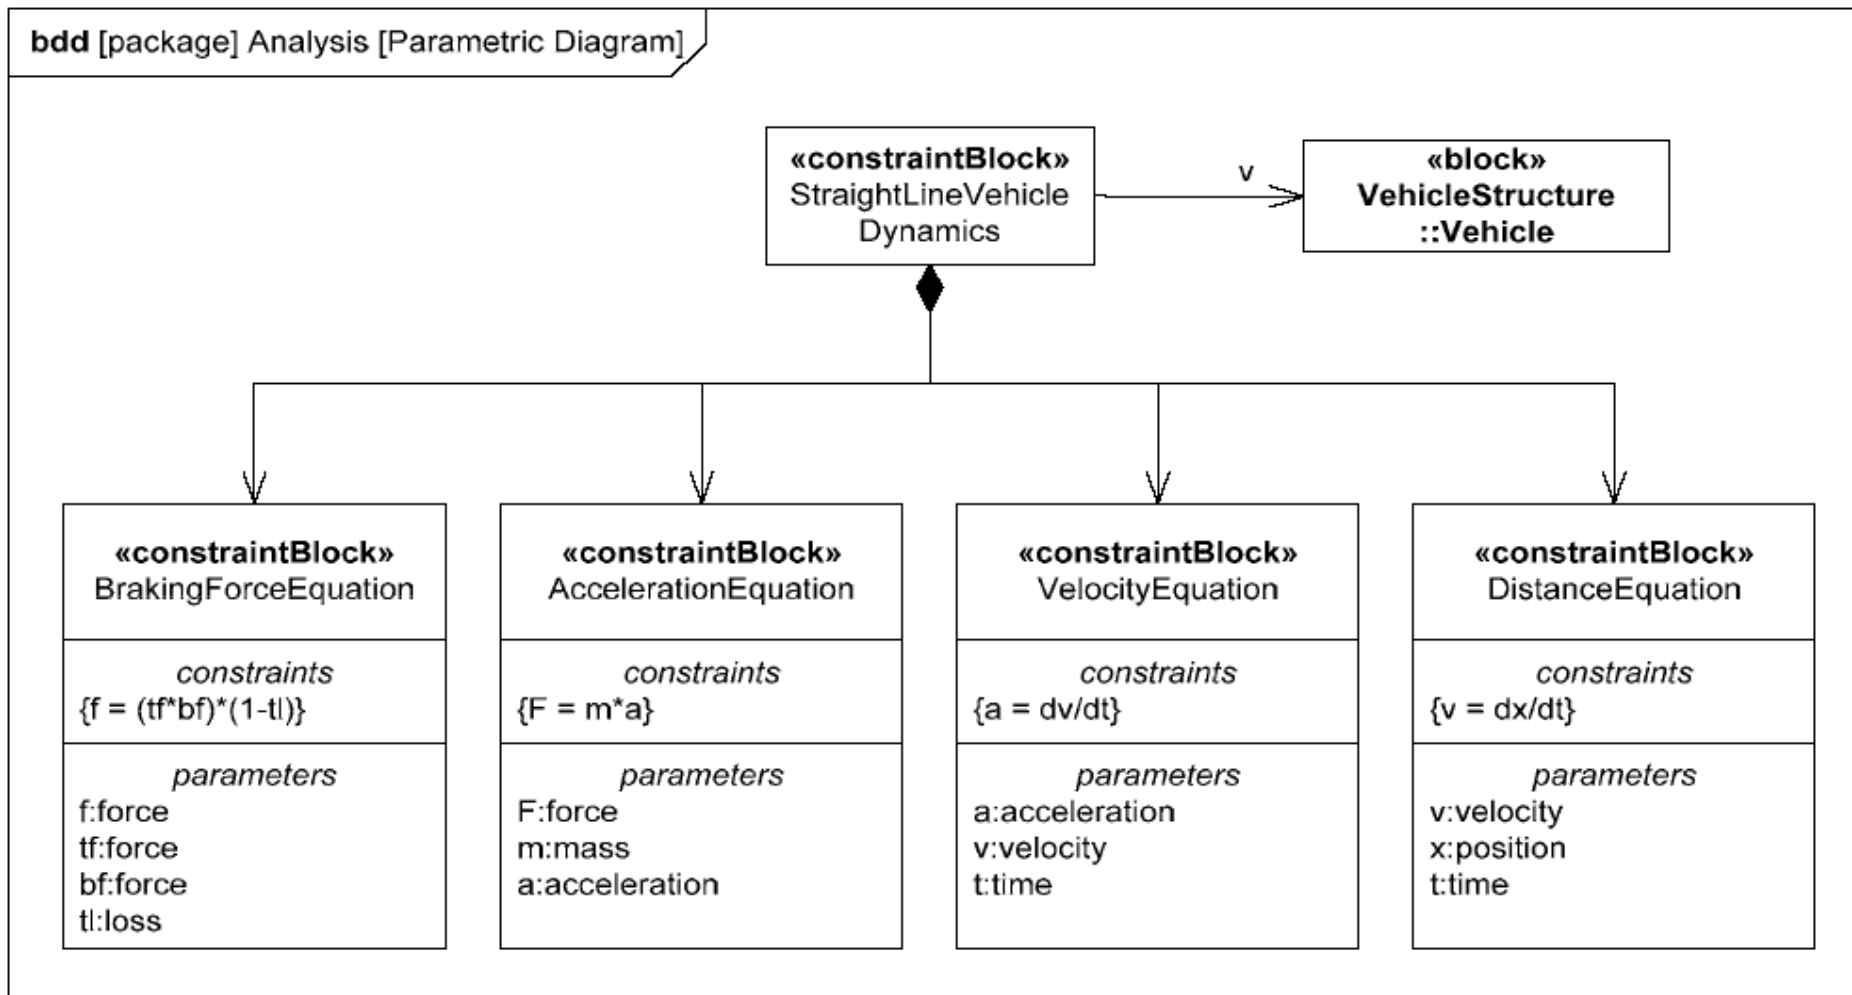 bdd [package] Analysis [Parametric Diagram]
«constraintBlock»
StraightLineVehicle
Dynamics
v
«block»
VehicleStructure
::Vehicle
«constraintBlock»
BrakingForceEquation
constraints
{f = (tf*bf)*(1-tl)}
parameters
f:force
tf:force
bf:force
tl:loss
«constraintBlock»
AccelerationEquation
constraints
{F = m*a}
parameters
F:force
m:mass
a:acceleration
«constraintBlock»
VelocityEquation
constraints
{a = dv/dt}
parameters
a:acceleration
v:velocity
t:time
«constraintBlock»
DistanceEquation
constraints
{v = dx/dt}
parameters
v:velocity
x:position
t:time